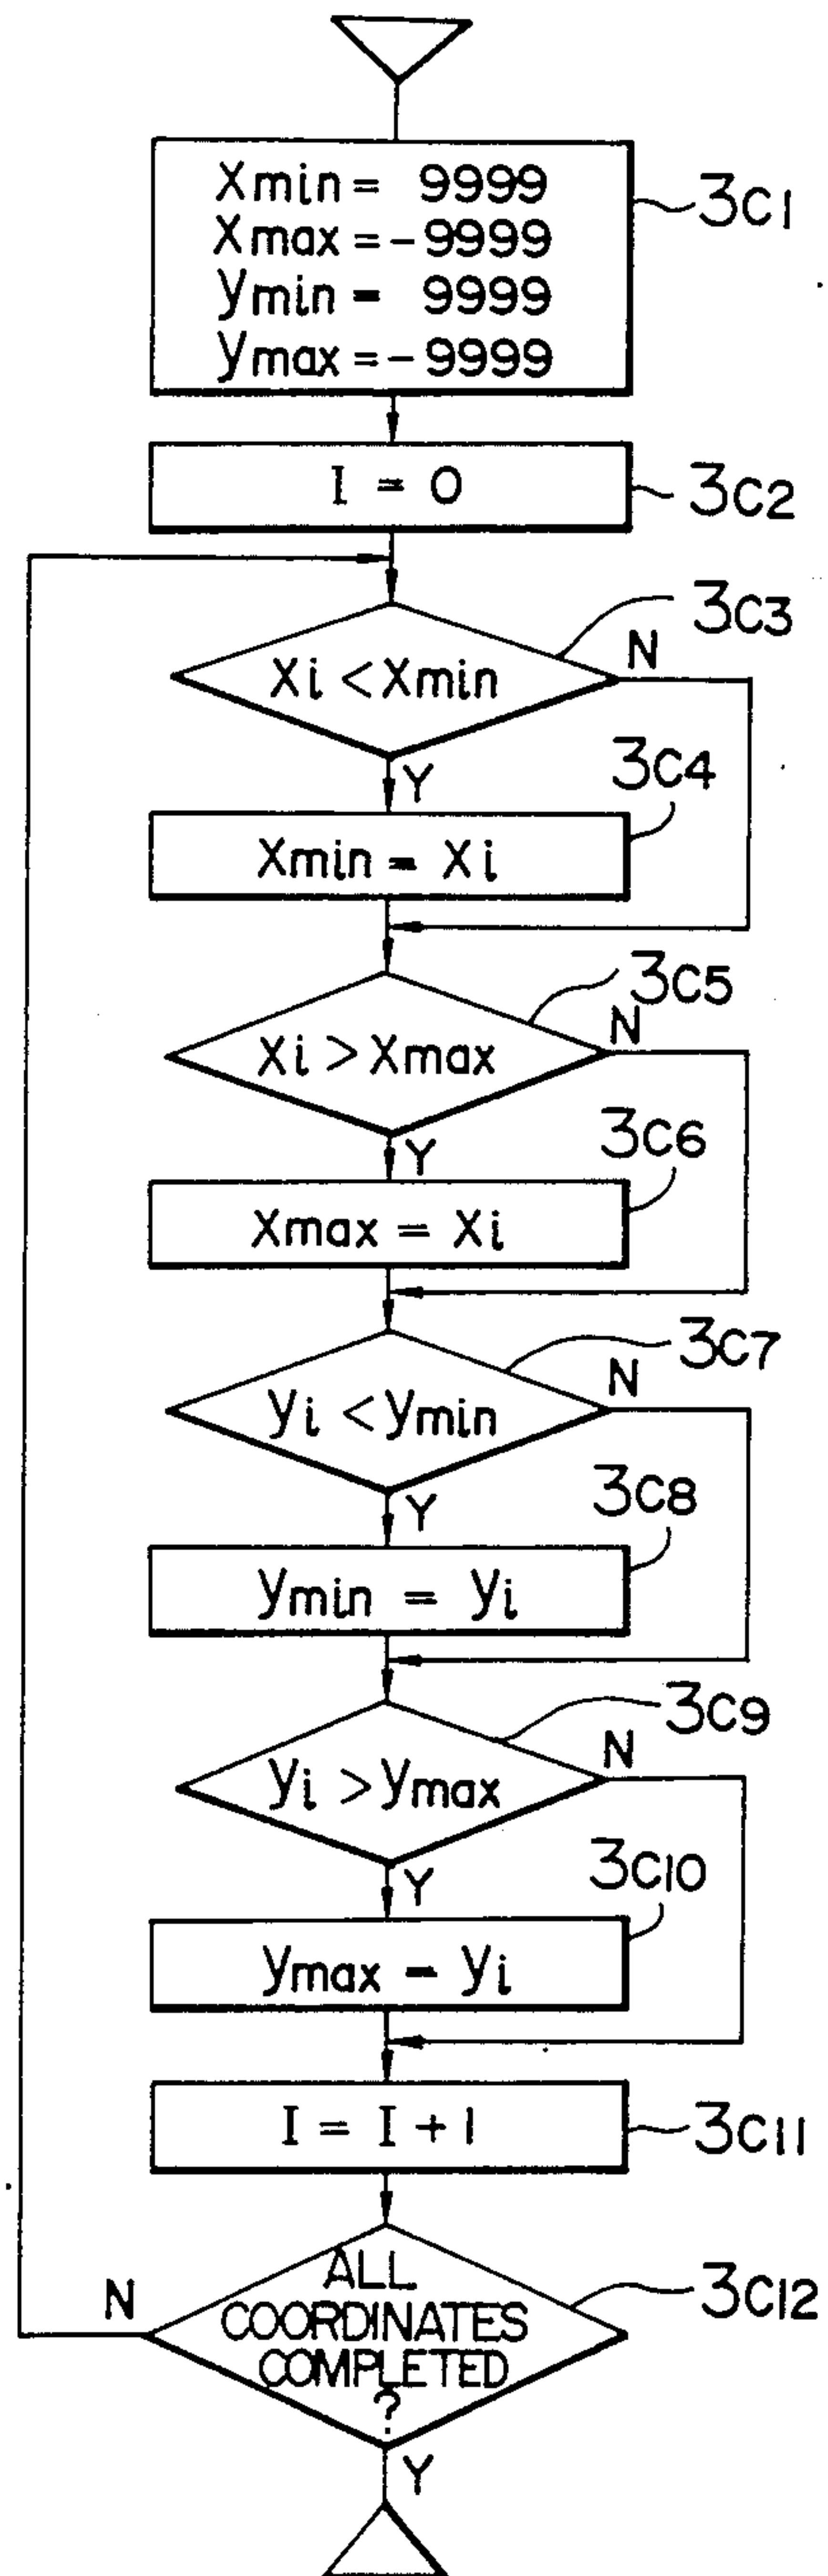 Xmin = 9999
Xmax = -9999
ymin = 9999
ymax = -9999
3C1
I = 0
3C2
3C3
Xi < Xmin
N
Y
3C4
Xmin = Xi
3C5
Xi > Xmax
N
Y
3C6
Xmax = Xi
3C7
yi < ymin
N
Y
3C8
ymin = yi
3C9
yi > ymax
N
Y
3C10
ymax - yi
I = I + 1
3C11
ALL
COORDINATES
COMPLETED
?
3C12
N
Y